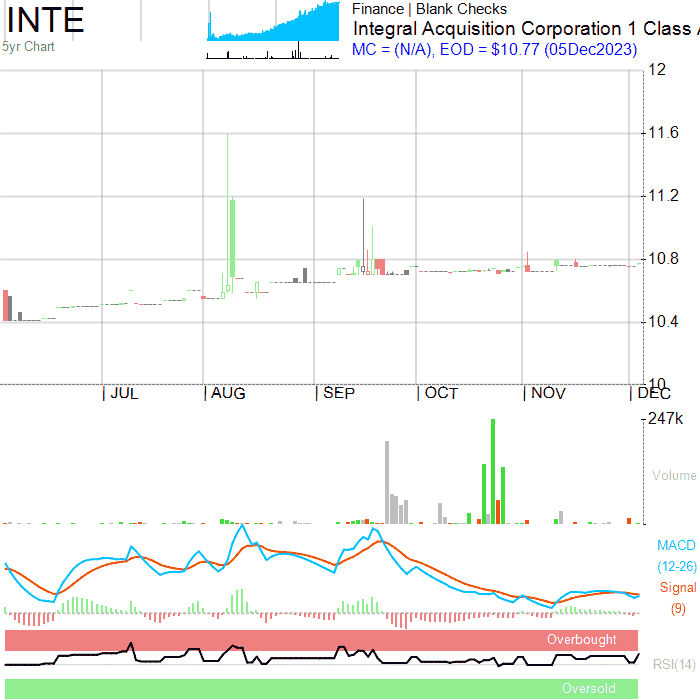 INTE
5yr Chart
Finance | Blank Checks
Integral Acquisition Corporation 1 Class A
MC = (N/A), EOD = $10.77 (05Dec2023)
12
11.6
11.2
10.8
10.4
10
JUL
AUG
SEP
OCT
NOV
DEC
247k
Volume
MACD
(12-26)
Signal
(9)
Overbought
RSI(14)
Oversold